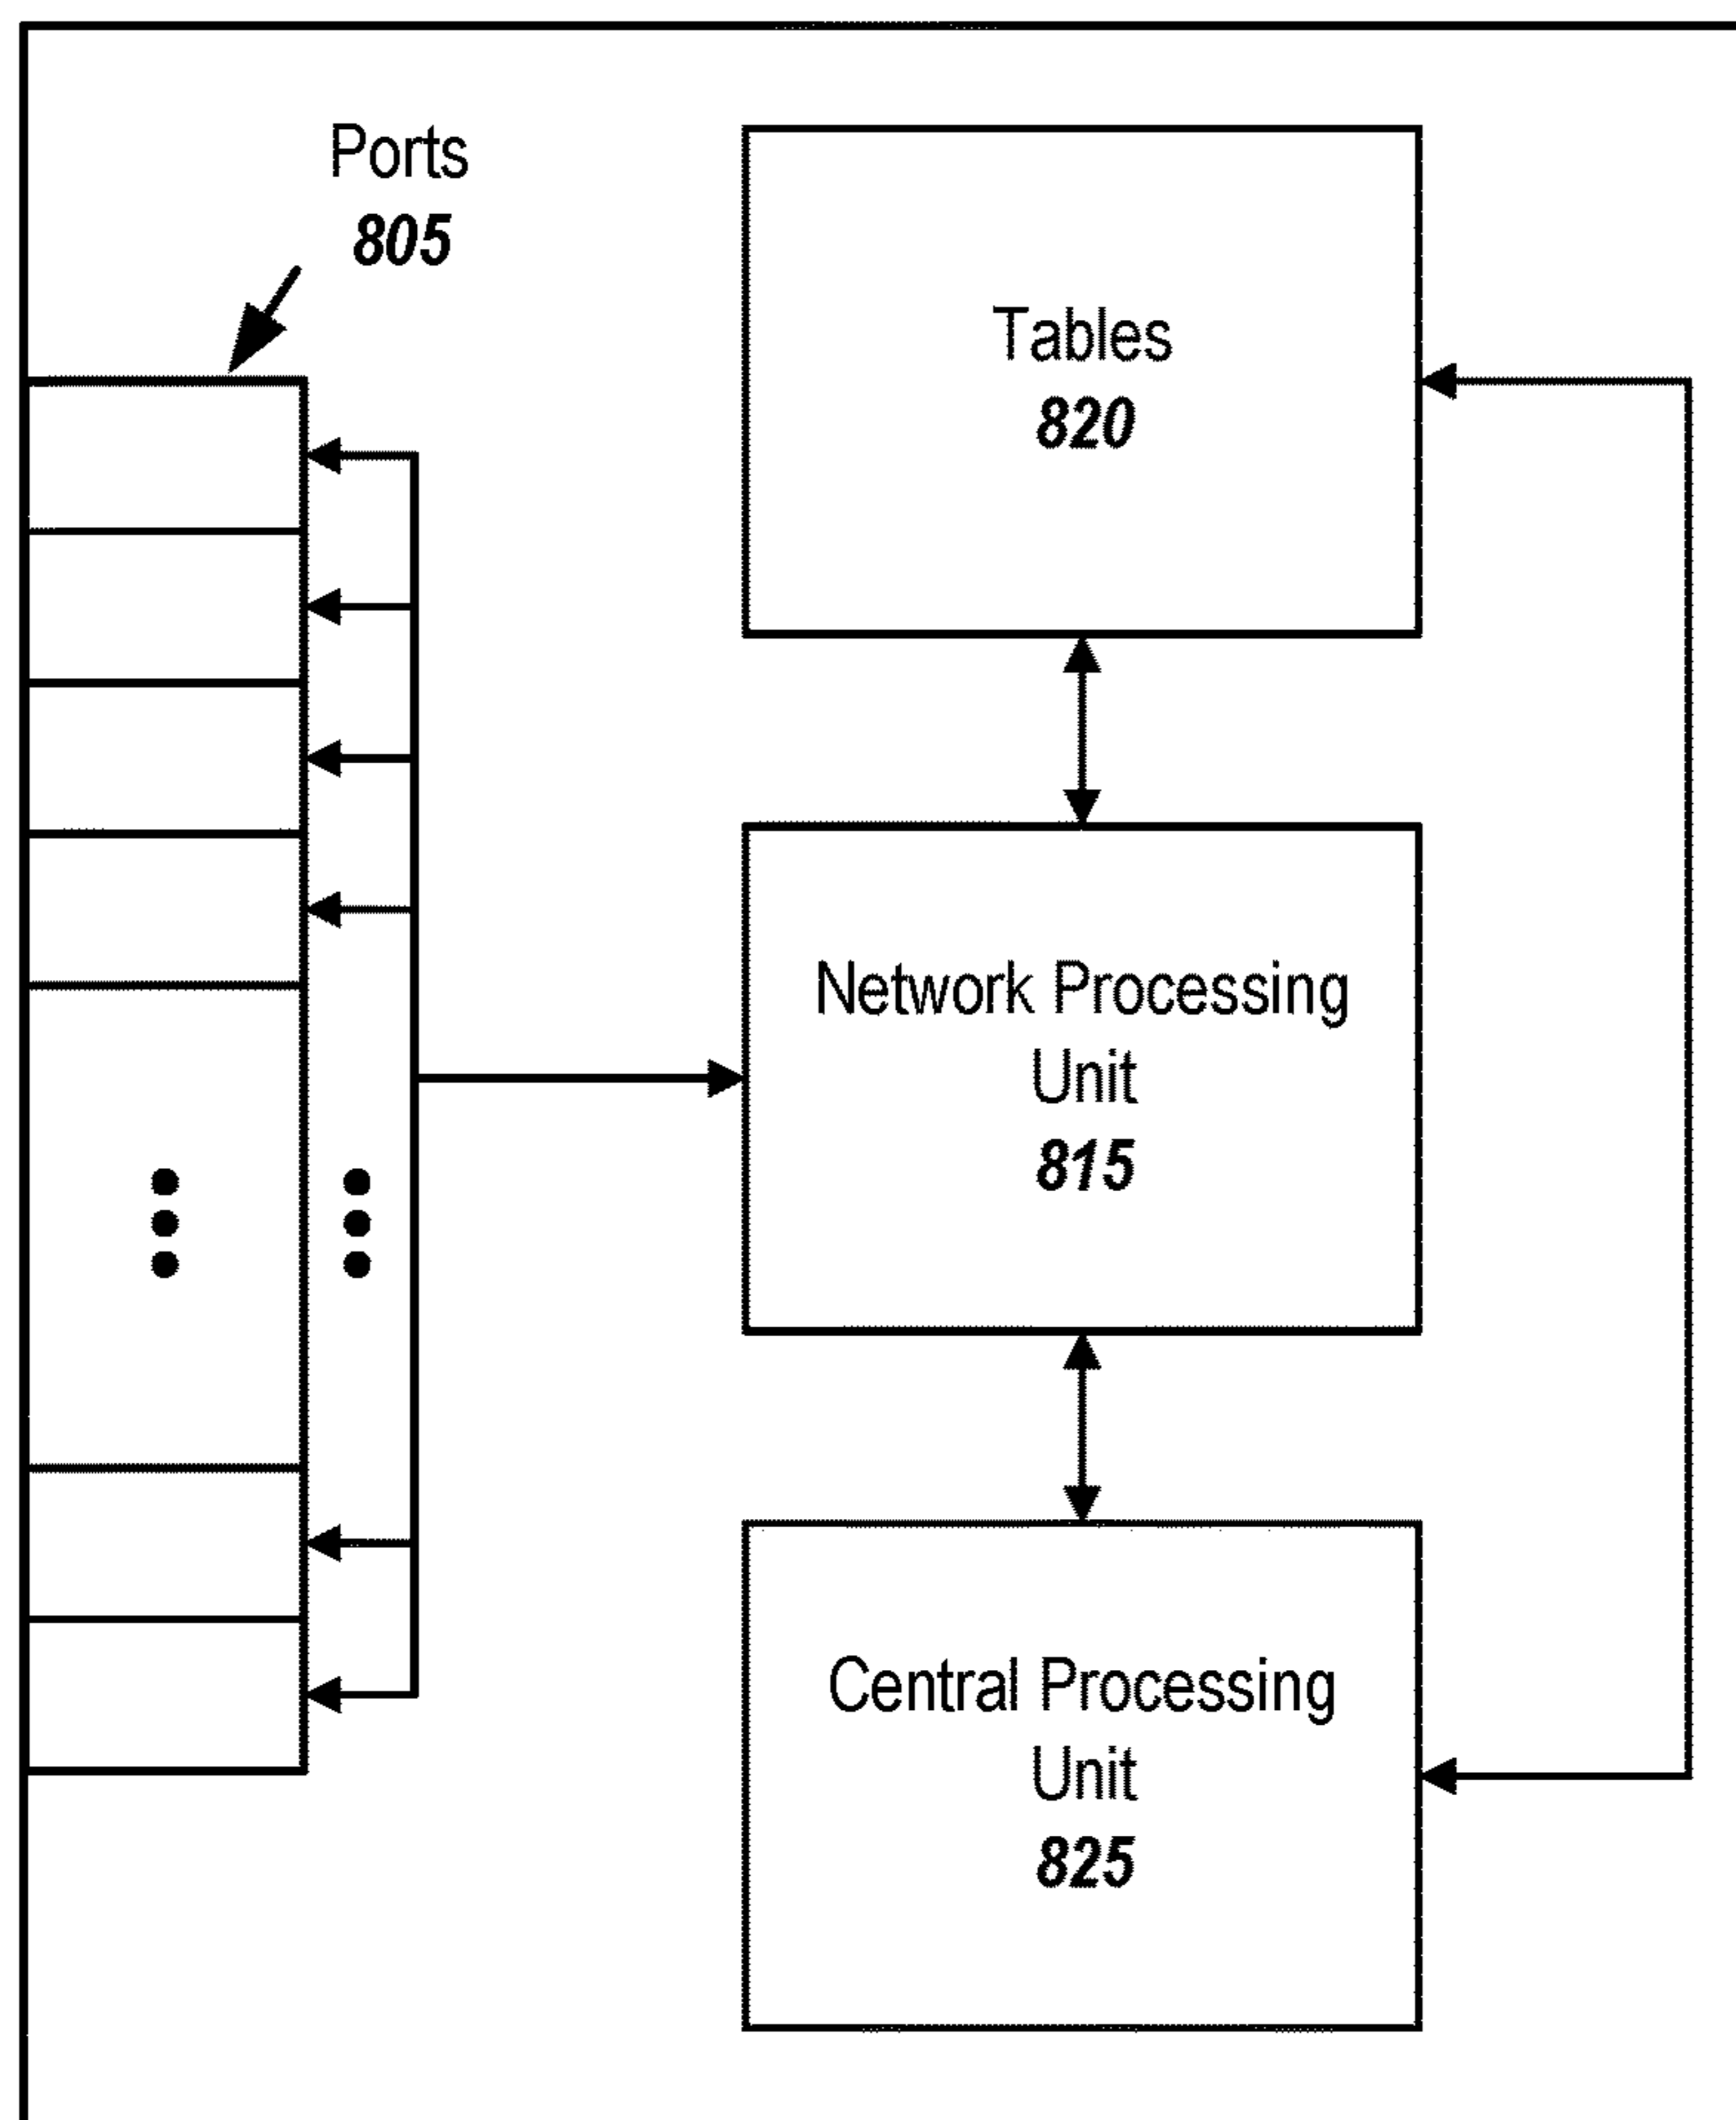 Ports
805
Tables
820
Network Processing
Unit
815
Central Processing
Unit
825